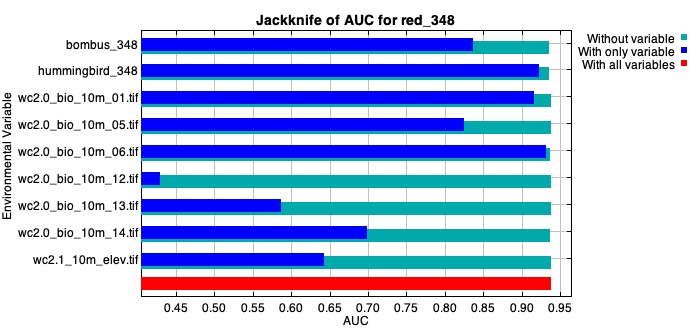 Jackknife of AUC for red_348
Without variable
With only variable
With all variables
Environmental Variable
bombus_348
hummingbird_348
wc2.0_bio_10m_01.tif
wc2.0_bio_10m_05.tif
wc2.0_bio_10m_06.tif
wc2.0_bio_10m_12.tif
wc2.0_bio_10m_13.tif
wc2.0_bio_10m_14.tif
wc2.1_10m_elev.tif
0.45 0.50 0.55 0.60 0.65 0.70 0.75 0.80 0.85 0.90 0.95
AUC